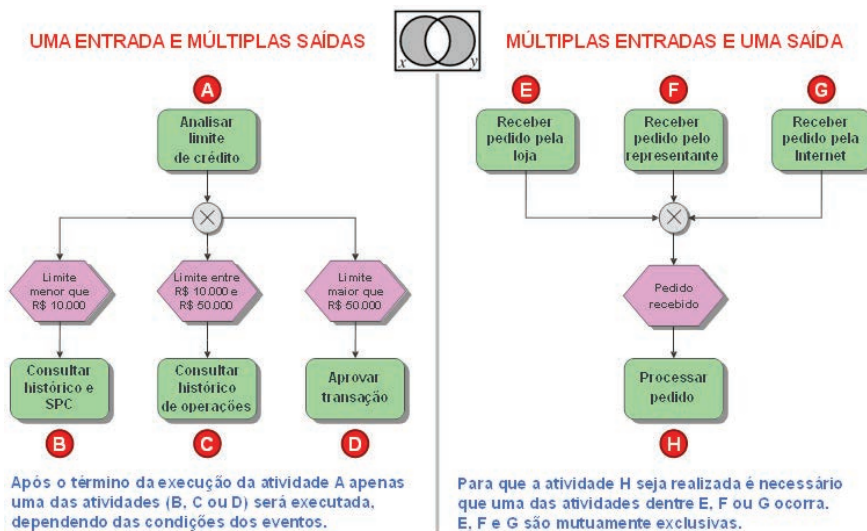 UMA ENTRADA E MÚLTIPLAS SAÍDAS
A
Analisar
limite
de crédito
Limite
menor que
R$ 10.000
Limite entre
R$ 10.000 e
R$ 50.000
Limite
maior que
R$ 50.000
Consultar
histórico e
SPC
Consultar
histórico
de operações
Aprovar
transação
B
C
D
Após o término da execução da atividade A apenas
uma das atividades (B, C ou D) será executada,
dependendo das condições dos eventos.
x
y
MÚLTIPLAS ENTRADAS E UMA SAÍDA
E
F
G
Receber
pedido pela
loja
Receber
pedido pelo
representante
Receber
pedido pela
Internet
Pedido
recebido
Processar
pedido
H
Para que a atividade H seja realizada é necessário
que uma das atividades dentre E, F ou G ocorra.
E, F e G são mutuamente exclusivas.